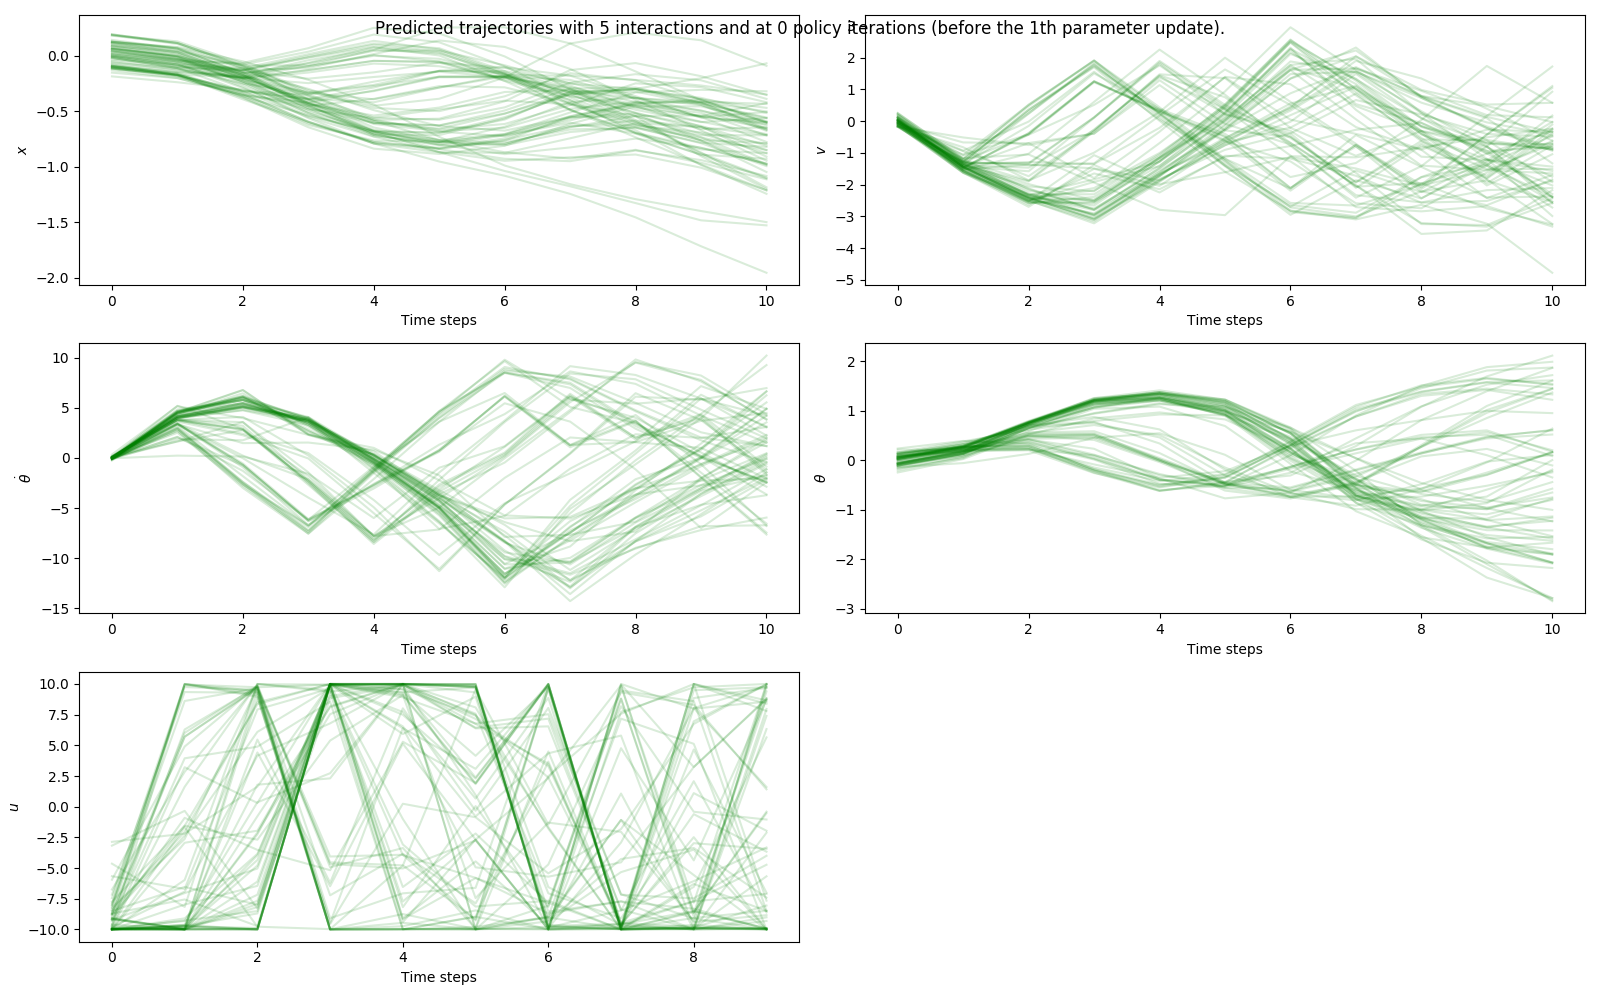 Predicted trajectories with 5 interactions and at 0 policy iterations (before the 1th parameter update).
0.0
−0.5
−1.0
−1.5
−2.0
x
0 2 4 6 8 10
Time steps
3
2
1
0
−1
−2
−3
−4
−5
v
0 2 4 6 8 10
Time steps
10
5
0
−5
−10
−15
θ̇
0 2 4 6 8 10
Time steps
2
1
0
−1
−2
−3
θ
0 2 4 6 8 10
Time steps
10.0
7.5
5.0
2.5
0.0
−2.5
−5.0
−7.5
−10.0
u
0 2 4 6 8
Time steps